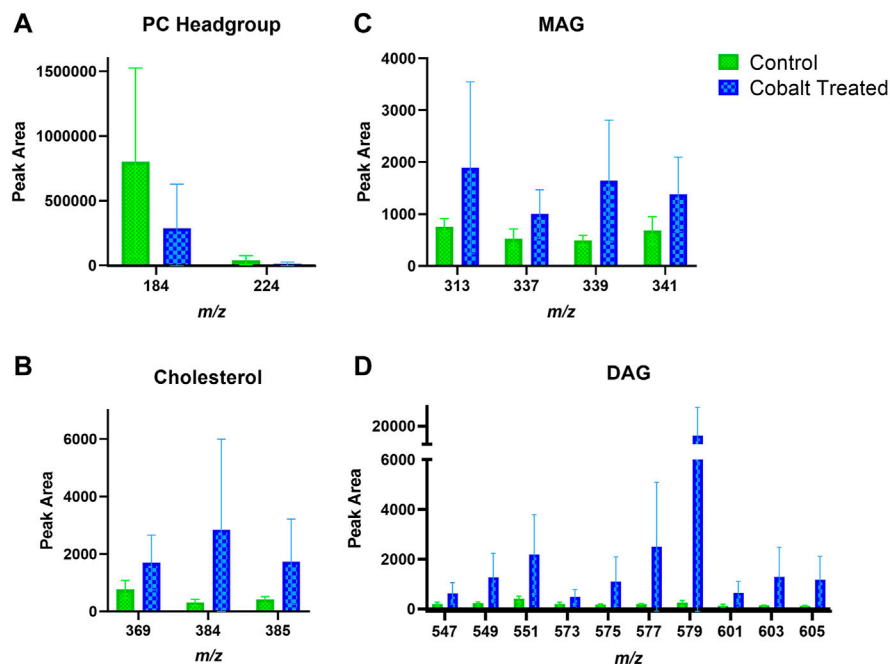 A
PC Headgroup
Peak Area
1500000
1000000
500000
0
184 224
m/z
C
MAG
Peak Area
4000
3000
2000
1000
0
313 337 339 341
m/z
Control
Cobalt Treated
B
Cholesterol
Peak Area
6000
4000
2000
0
369 384 385
m/z
D
DAG
Peak Area
20000
6000
4000
2000
0
547 549 551 573 575 577 579 601 603 605
m/z